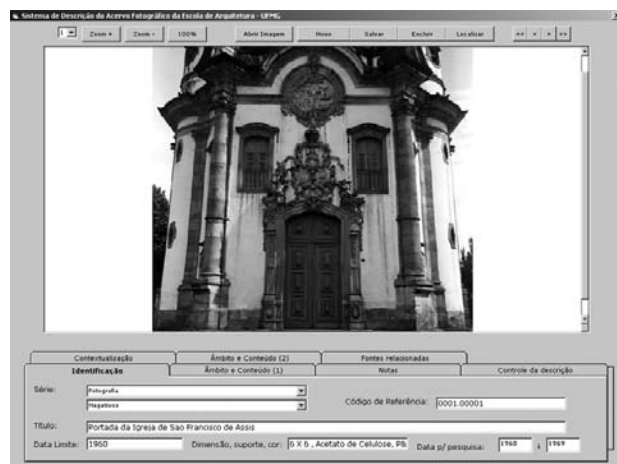 Sistema de Descrição do Acervo Fotográfico da Escola de Arquitetura - UFMG
1 Zoom + Zoom - 100% Abrir Imagem Novo Salvar Excluir Localizar << < > >>
Contextualização Âmbito e Conteúdo (2) Fontes relacionadas
Identificação Âmbito e Conteúdo (1) Notas Controle da descrição
Série: Fotografia
Negativos Código de Referência: 0001.00001
Título: Portada da Igreja de Sao Francisco de Assis
Data Limite: 1960 Dimensão, suporte, cor: 6 X 6 , Acetato de Celulose, P& Data p/ pesquisa: 1960 à 1969